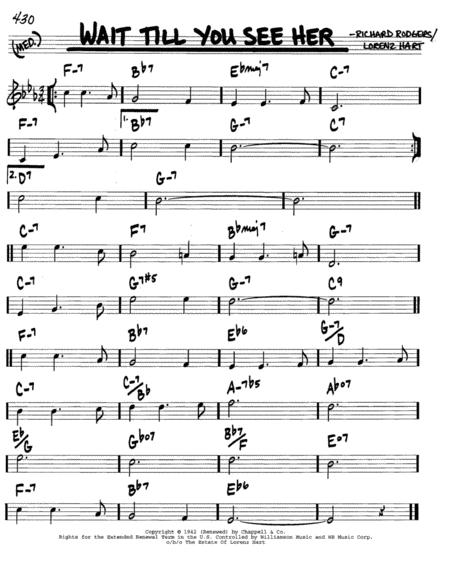 430
(MED.)
WAIT TILL YOU SEE HER
-RICHARD RODGERS/
LORENZ HART
F-7 Bb7 Ebmaj7 C-7
F-7 1. Bb7 G-7 C7
2. D7 G-7
C-7 F7 Bbmaj7 G-7
C-7 G7#5 C-7 C9
F-7 Bb7 Eb6 G-7/D
C-7 C-7/Bb A-7b5 Abo7
Eb/G Gbo7 Bb7/F Eo7
F-7 Bb7 Eb6
Copyright © 1942 (Renewed) by Chappell & Co.
Rights for the Extended Renewal Term in the U.S. Controlled by Williamson Music and WB Music Corp.
o/b/o The Estate Of Lorenz Hart